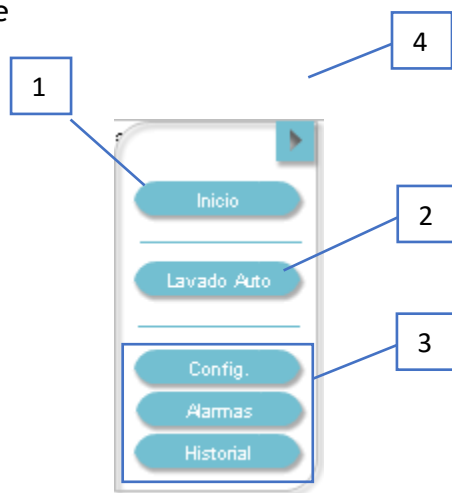 e
4
1
Inicio
2
Lavado Auto
3
Config.
Alarmas
Historial